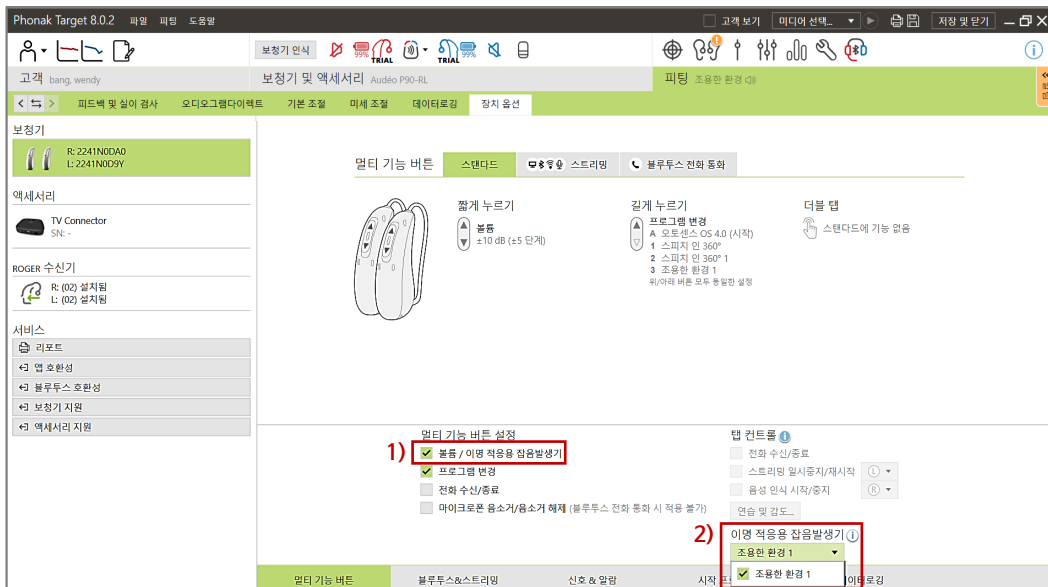 Phonak Target 8.0.2 파일 피팅 도움말
고객 보기 미디어 선택... 저장 및 닫기
보청기 인식 99% TRIAL TRIAL 99%
고객 bang, wendy
보청기 및 액세서리 Audéo P90-RL
피팅 조용한 환경
피드백 및 실이 검사 오디오그램다이렉트 기본 조절 미세 조절 데이터로깅 장치 옵션
보청기
R: 2241N0DA0
L: 2241N0D9Y
액세서리
TV Connector
SN: -
ROGER 수신기
R: (02) 설치됨
L: (02) 설치됨
서비스
리포트
앱 호환성
블루투스 호환성
보청기 지원
액세서리 지원
멀티 기능 버튼 스탠다드 스트리밍 블루투스 전화 통화
짧게 누르기
볼륨
±10 dB (±5 단계)
길게 누르기
프로그램 변경
A 오토센스 OS 4.0 (시작)
1 스피치 인 360°
2 스피치 인 360° 1
3 조용한 환경 1
위/아래 버튼 모두 동일한 설정
더블 탭
스탠다드에 기능 없음
멀티 기능 버튼 설정
1) 볼륨 / 이명 적응용 잡음발생기
프로그램 변경
전화 수신/종료
마이크로폰 음소거/음소거 해제 (블루투스 전화 통화 시 적용 불가)
탭 컨트롤
전화 수신/종료
스트리밍 일시중지/재시작 L
음성 인식 시작/중지 R
연습 및 감도...
2) 이명 적응용 잡음발생기
조용한 환경 1
조용한 환경 1
멀티 기능 버튼 블루투스&스트리밍 신호 & 알람 시작